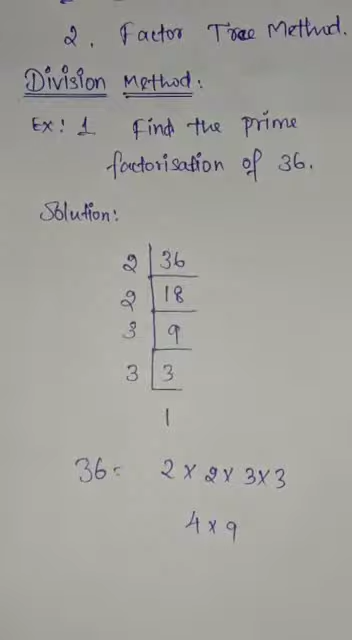 2. Factor Tree Method.
Division Method:
Ex: 1 Find the prime
factorisation of 36.
Solution:
2 | 36
2 | 18
3 | 9
3 | 3
1
36 = 2 x 2 x 3 x 3
4 x 9